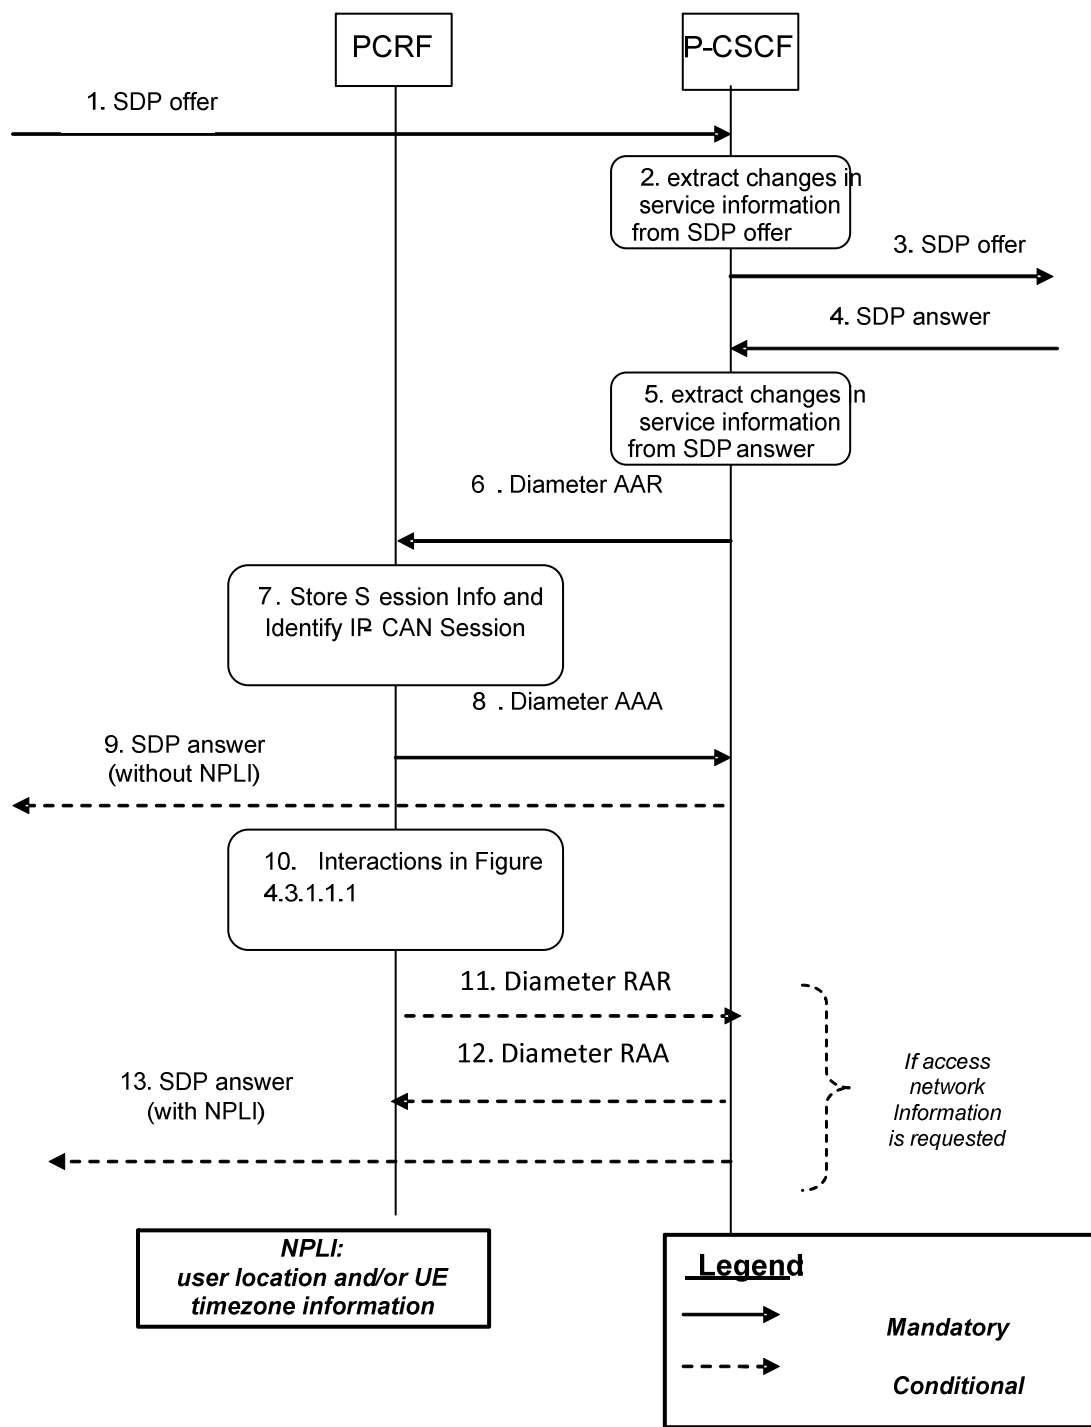 PCRF
P-CSCF
1. SDP offer
2. extract changes in
service information
from SDP offer
3. SDP offer
4. SDP answer
5. extract changes in
service information
from SDP answer
6 . Diameter AAR
7. Store S ession Info and
Identify IP- CAN Session
8 . Diameter AAA
9. SDP answer
(without NPLI)
10. Interactions in Figure
4.3.1.1.1
11. Diameter RAR
12. Diameter RAA
13. SDP answer
(with NPLI)
If access
network
Information
is requested
NPLI:
user location and/or UE
timezone information
Legend:
Mandatory
Conditional